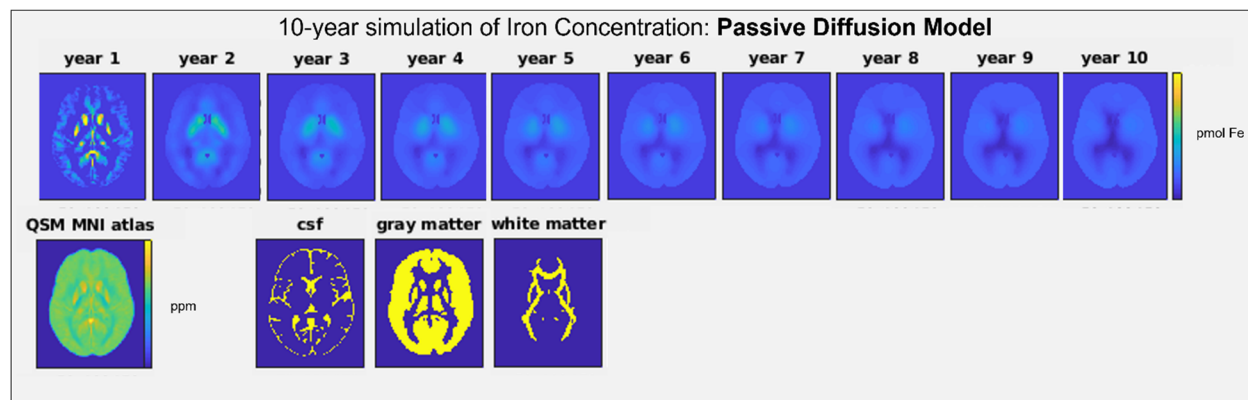 10-year simulation of Iron Concentration: Passive Diffusion Model
year 1 year 2 year 3 year 4 year 5 year 6 year 7 year 8 year 9 year 10
pmol Fe
QSM MNI atlas csf gray matter white matter
ppm